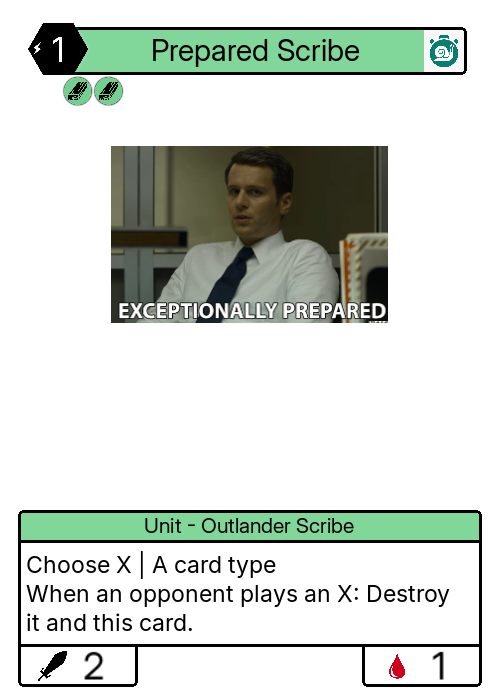 1
Prepared Scribe
EXCEPTIONALLY PREPARED
Unit - Outlander Scribe
Choose X | A card type
When an opponent plays an X: Destroy
it and this card.
2
1